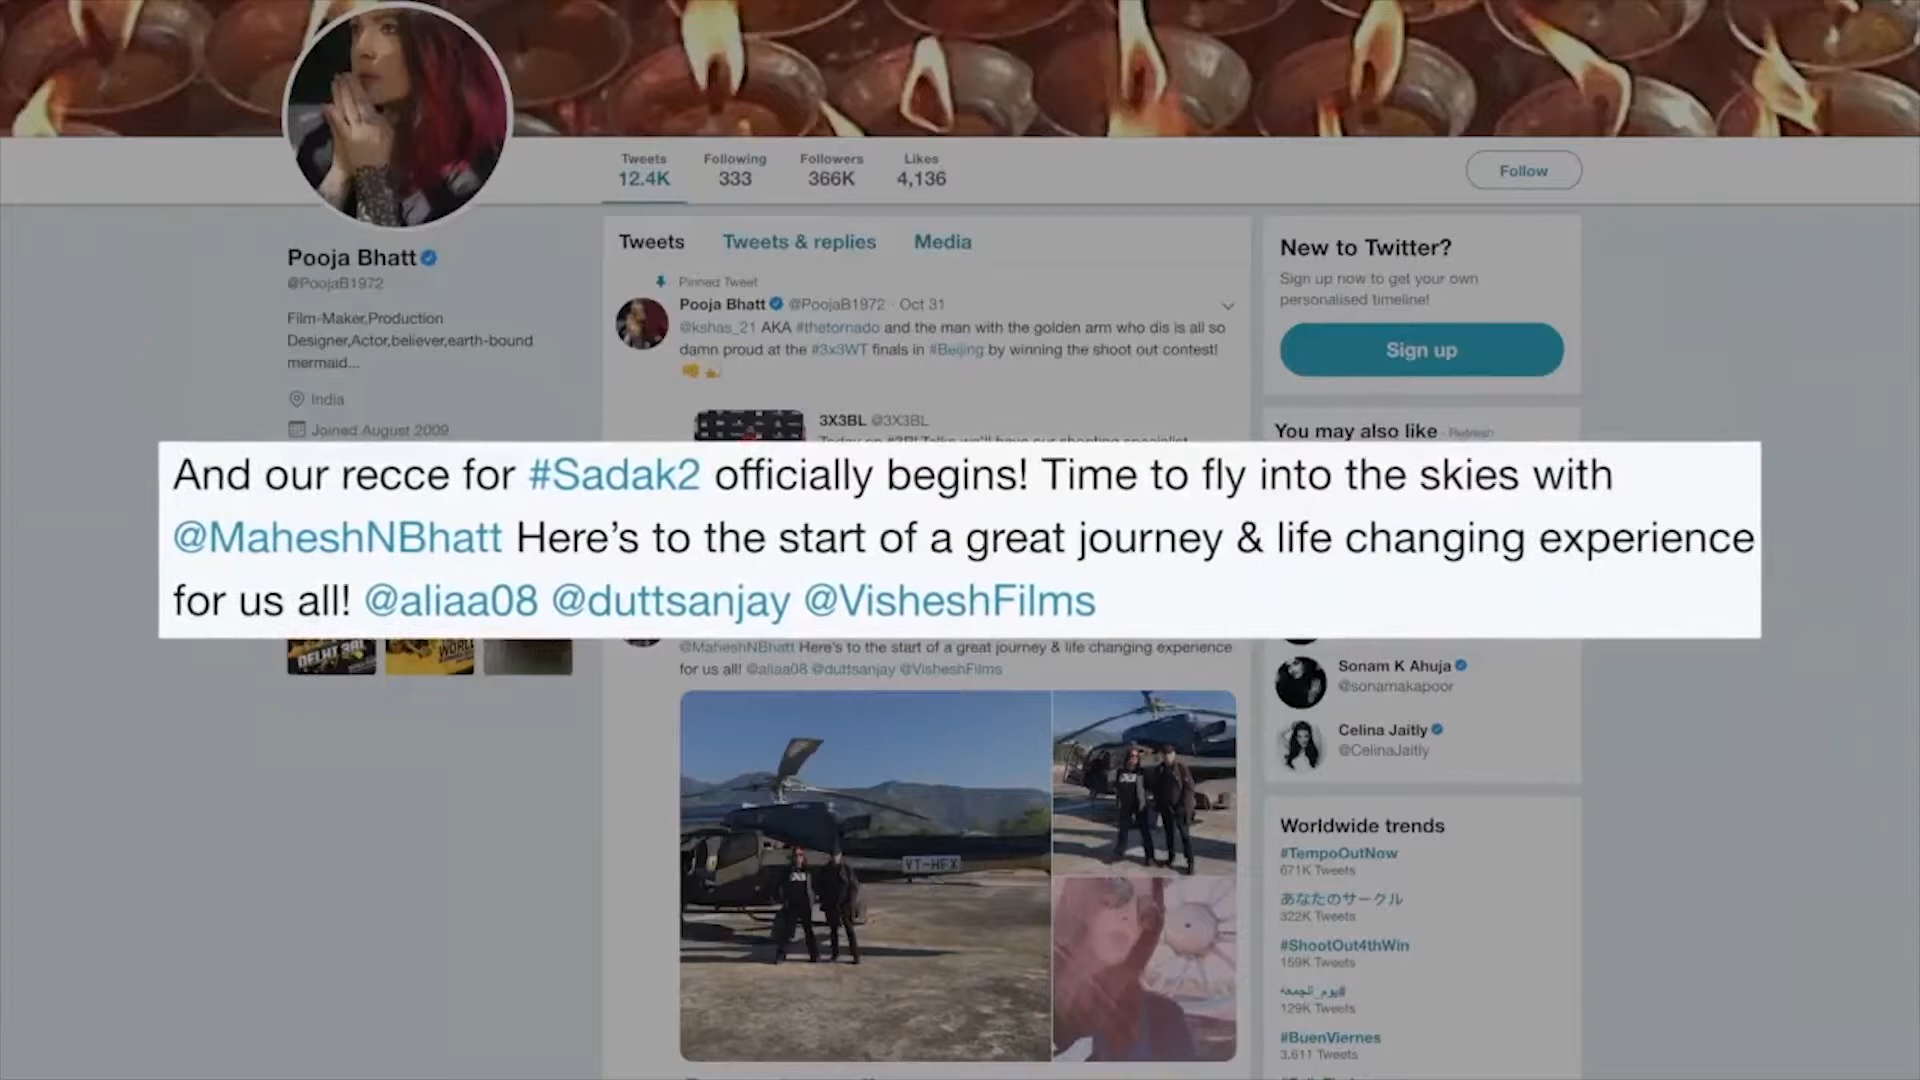 Tweets
12.4K
Following
333
Followers
366K
Likes
4,136
Follow
Pooja Bhatt
@PoojaB1972
Film-Maker,Production
Designer,Actor,believer,earth-bound
mermaid...
India
Joined August 2009
Tweets
Tweets & replies
Media
Pinned Tweet
Pooja Bhatt @PoojaB1972 · Oct 31
@kshas_21 AKA #thetornado and the man with the golden arm who dis is all so
damn proud at the #3x3WT finals in #Beijing by winning the shoot out contest!
3X3BL @3X3BL
And our recce for #Sadak2 officially begins! Time to fly into the skies with
@MaheshNBhatt Here's to the start of a great journey & life changing experience
for us all! @aliaa08 @duttsanjay @VisheshFilms
@MaheshNBhatt Here's to the start of a great journey & life changing experience
for us all! @aliaa08 @duttsanjay @VisheshFilms
DELHI 3BL
WORLD
VT-HFX
New to Twitter?
Sign up now to get your own
personalised timeline!
Sign up
You may also like · Refresh
Sonam K Ahuja
@sonamakapoor
Celina Jaitly
@CelinaJaitly
Worldwide trends
#TempoOutNow
671K Tweets
あなたのサークル
322K Tweets
#ShootOut4thWin
159K Tweets
#يوم_الجمعه
129K Tweets
#BuenViernes
3,611 Tweets